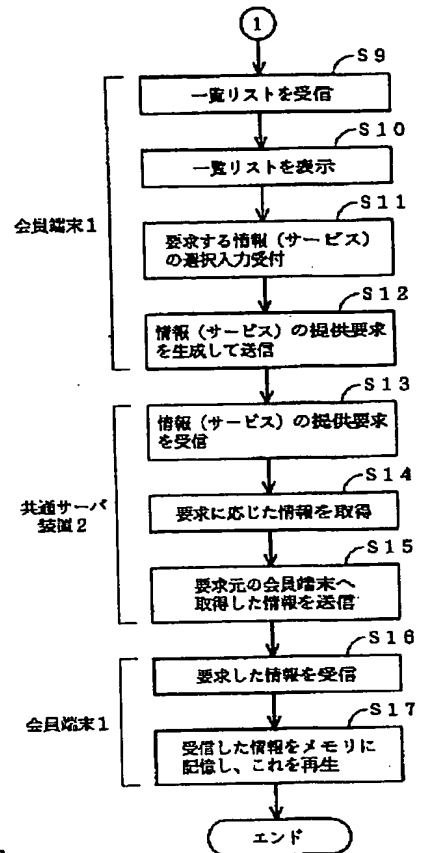 1
S9
一覧リストを受信
S10
一覧リストを表示
S11
会員端末1
要求する情報（サービス）
の選択入力受付
S12
情報（サービス）の提供要求
を生成して送信
S13
情報（サービス）の提供要求
を受信
S14
共通サーバ
装置2
要求に応じた情報を取得
S15
要求元の会員端末へ
取得した情報を送信
S16
要求した情報を受信
S17
会員端末1
受信した情報をメモリに
記憶し、これを再生
エンド